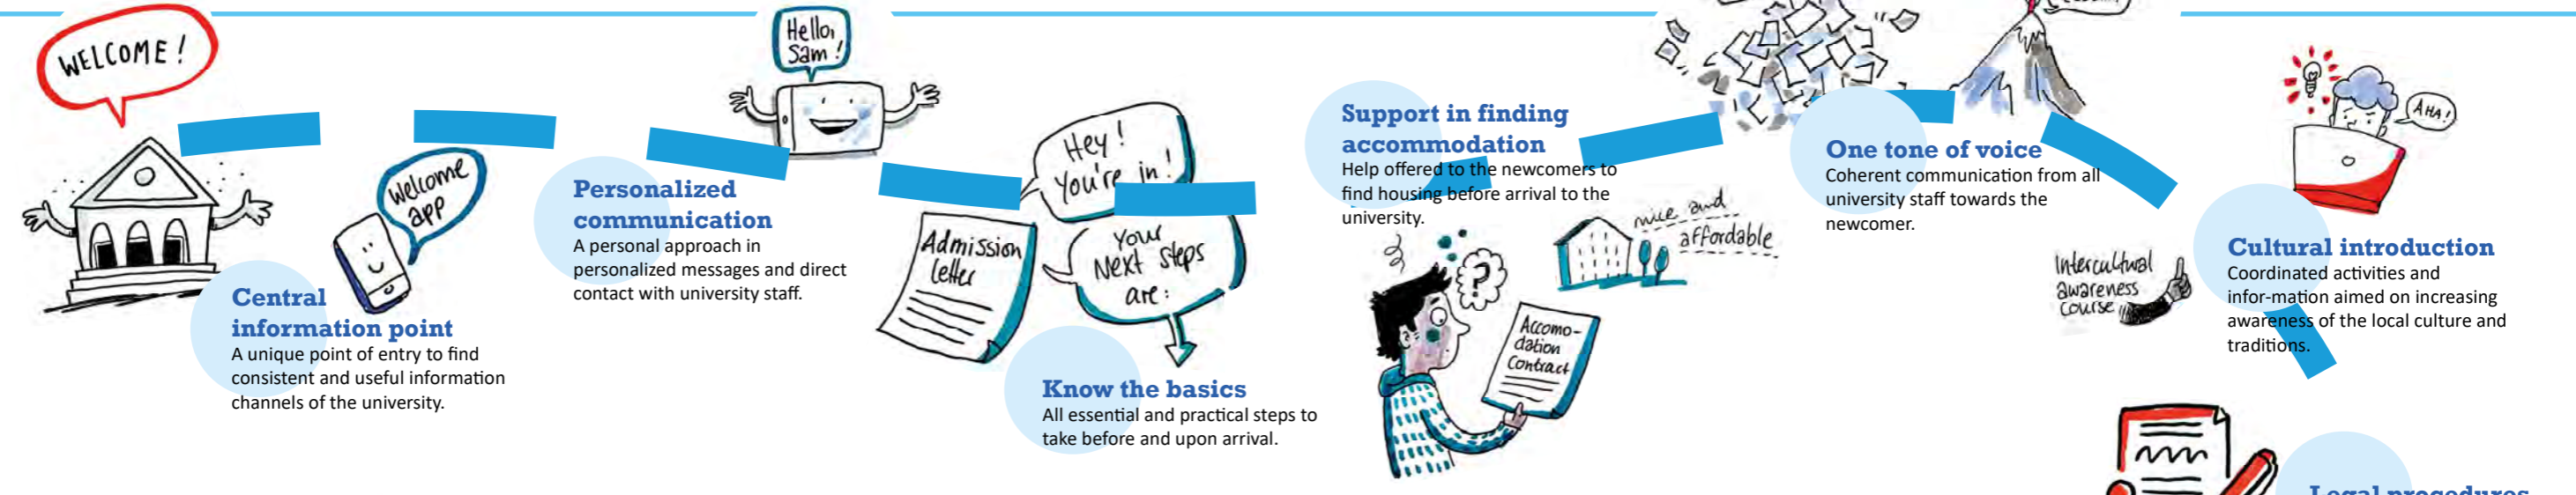 WELCOME!
Welcome
app
Central
information point
A unique point of entry to find
consistent and useful information
channels of the university.
Hello,
Sam!
Personalized
communication
A personal approach in
personalized messages and direct
contact with university staff.
Hey!
You're in!
Admission
Letter
Your
Next steps
are:
Know the basics
All essential and practical steps to
take before and upon arrival.
Support in finding
accommodation
Help offered to the newcomers to
find housing before arrival to the
university.
nice and
affordable
?
Accomo-
dation
Contract
One tone of voice
Coherent communication from all
university staff towards the
newcomer.
AHA!
Intercultural
awareness
course
Cultural introduction
Coordinated activities and
infor-mation aimed on increasing
awareness of the local culture and
traditions.
Legal procedures